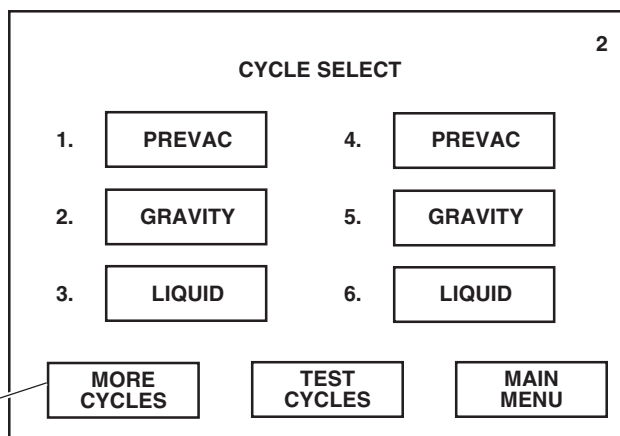 2
CYCLE SELECT
1. PREVAC 4. PREVAC
2. GRAVITY 5. GRAVITY
3. LIQUID 6. LIQUID
MORE CYCLES TEST CYCLES MAIN MENU